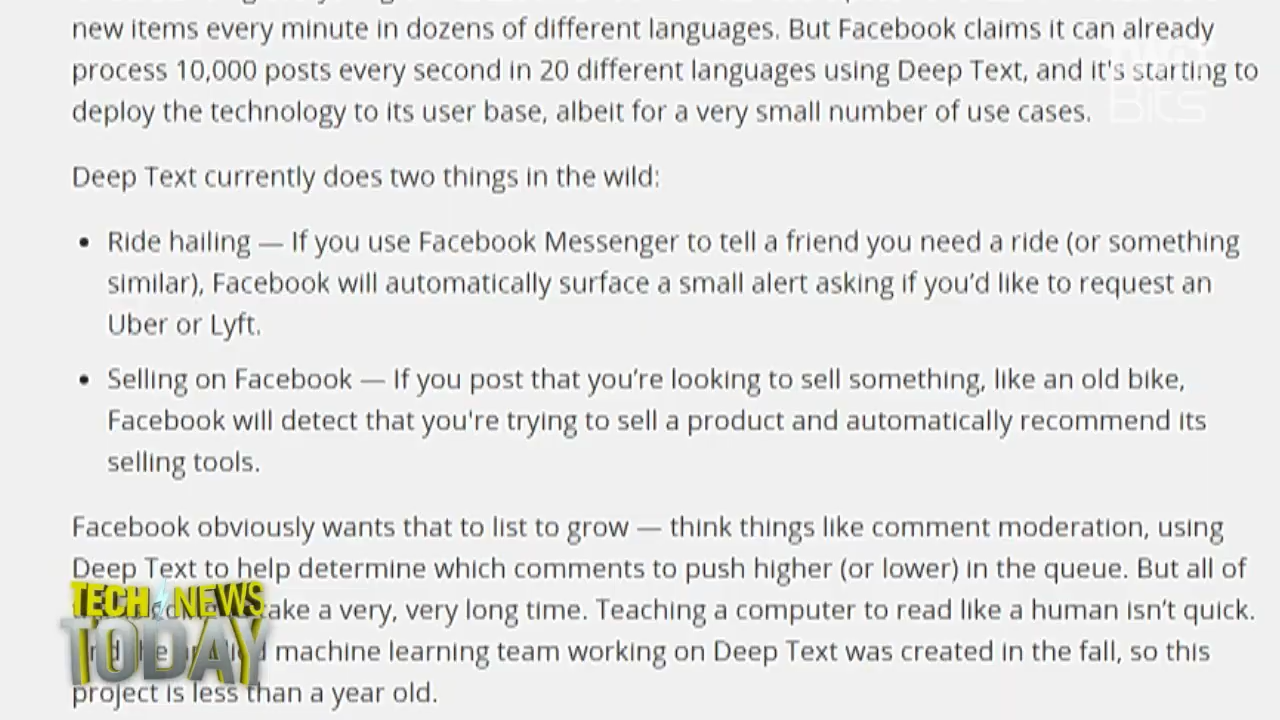 new items every minute in dozens of different languages. But Facebook claims it can already
process 10,000 posts every second in 20 different languages using Deep Text, and it's starting to
deploy the technology to its user base, albeit for a very small number of use cases.
Bits
Deep Text currently does two things in the wild:
• Ride hailing — If you use Facebook Messenger to tell a friend you need a ride (or something
similar), Facebook will automatically surface a small alert asking if you’d like to request an
Uber or Lyft.
• Selling on Facebook — If you post that you’re looking to sell something, like an old bike,
Facebook will detect that you're trying to sell a product and automatically recommend its
selling tools.
Facebook obviously wants that to list to grow — think things like comment moderation, using
Deep Text to help determine which comments to push higher (or lower) in the queue. But all of
a very, very long time. Teaching a computer to read like a human isn’t quick.
machine learning team working on Deep Text was created in the fall, so this
project is less than a year old.
TECH NEWS
TODAY